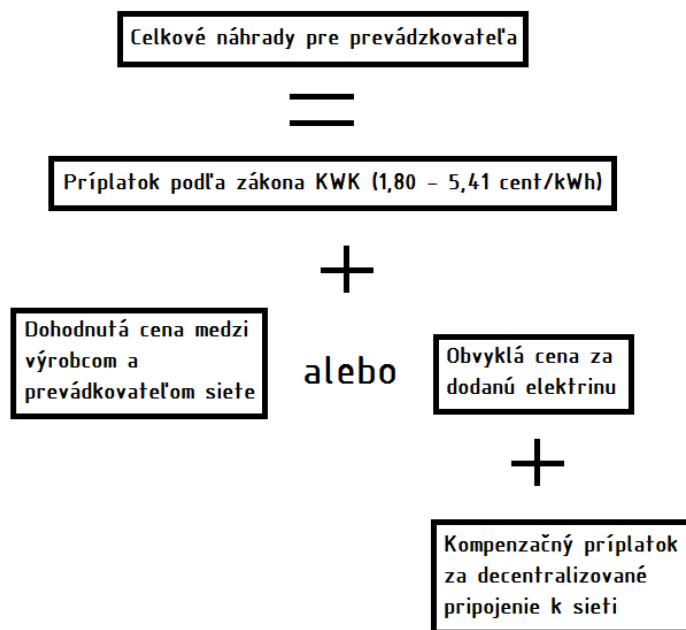 Celkové náhrady pre prevádzkovateľa
=
Príplatok podľa zákona KWK (1,80 – 5,41 cent/kWh)
+
Dohodnutá cena medzi
výrobcom a
prevádkovateľom siete
alebo
Obvyklá cena za
dodanú elektrinu
+
Kompenzačný príplatok
za decentralizované
pripojenie k sieti